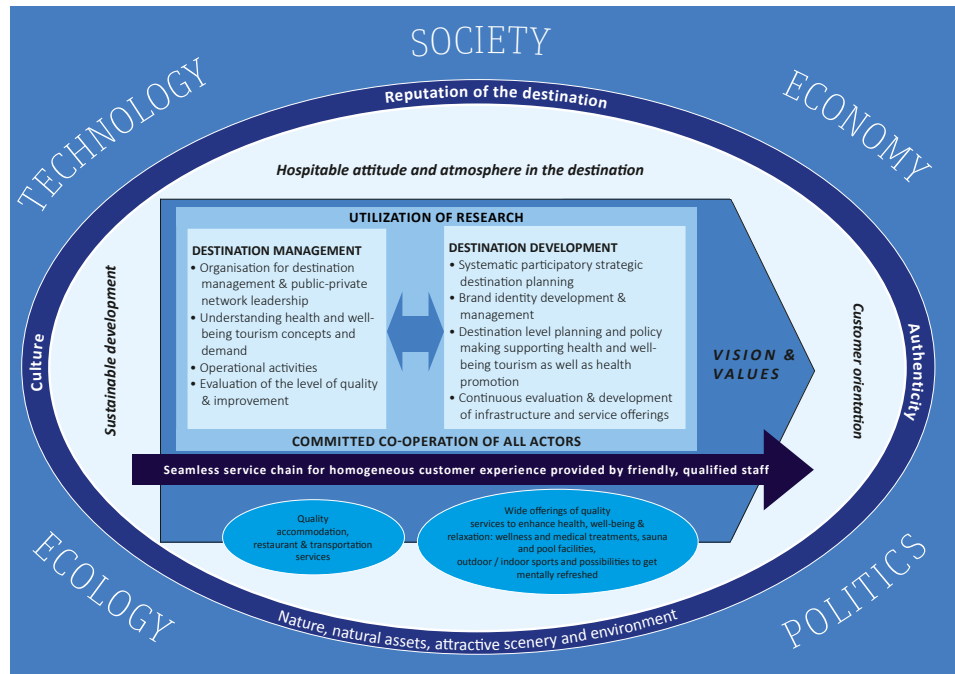 SOCIETY
TECHNOLOGY
ECONOMY
Reputation of the destination
Hospitable attitude and atmosphere in the destination
UTILIZATION OF RESEARCH
DESTINATION MANAGEMENT
• Organisation for destination
management & public-private
network leadership
• Understanding health and well-
being tourism concepts and
demand
• Operational activities
• Evaluation of the level of quality
& improvement
DESTINATION DEVELOPMENT
• Systematic participatory strategic
destination planning
• Brand identity development &
management
• Destination level planning and policy
making supporting health and well-
being tourism as well as health
promotion
• Continuous evaluation & development
of infrastructure and service offerings
Culture
Sustainable development
VISION &
VALUES
Customer orientation
Authenticity
COMMITTED CO-OPERATION OF ALL ACTORS
Seamless service chain for homogeneous customer experience provided by friendly, qualified staff
Quality
accommodation,
restaurant & transportation
services
Wide offerings of quality
services to enhance health, well-being &
relaxation: wellness and medical treatments, sauna
and pool facilities,
outdoor / indoor sports and possibilities to get
mentally refreshed
Nature, natural assets, attractive scenery and environment
ECOLOGY
POLITICS